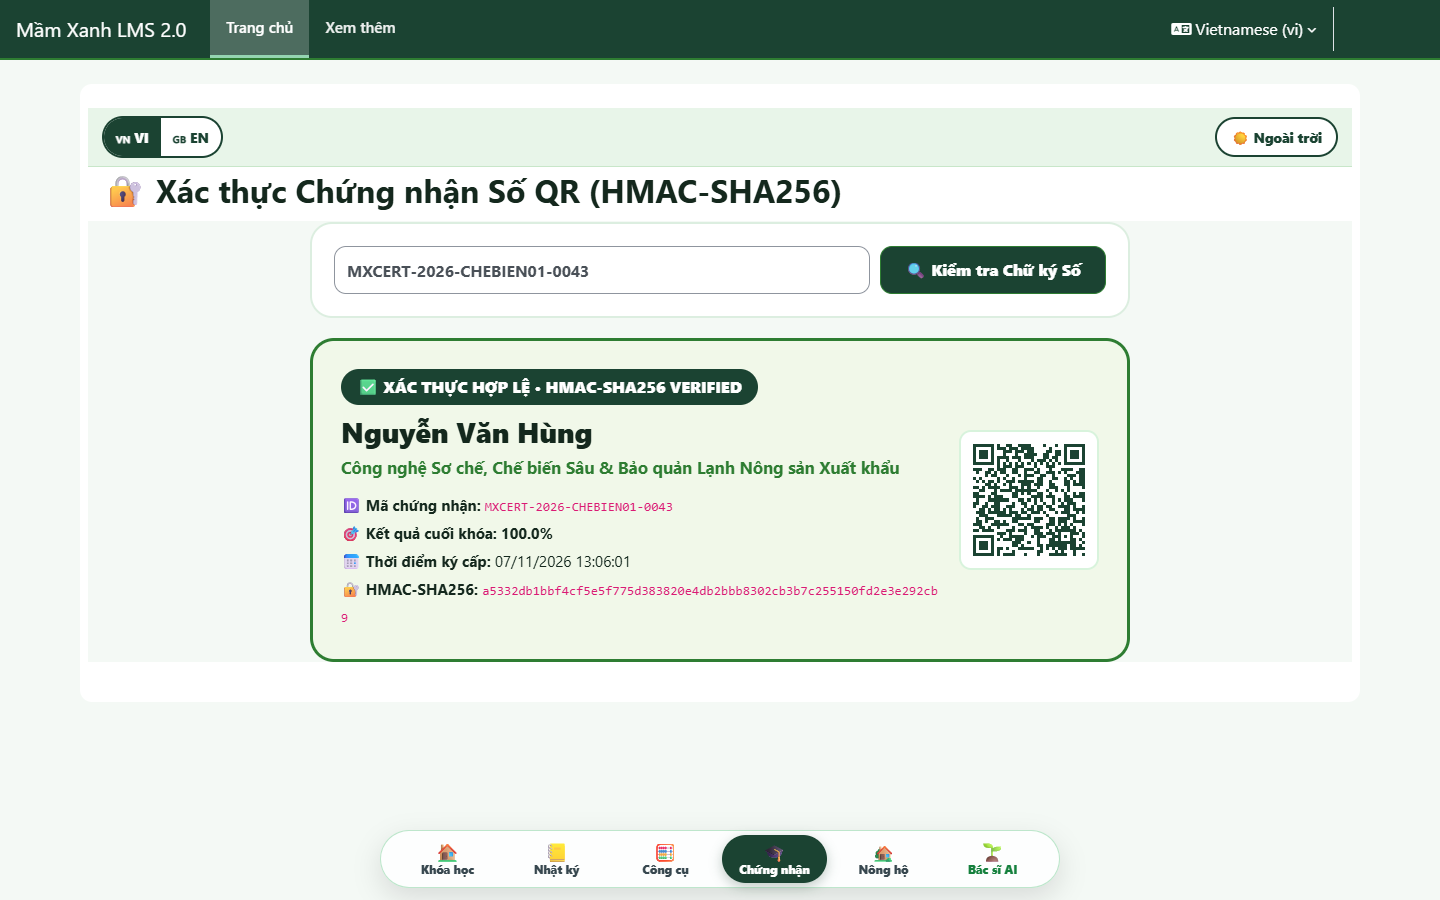 Mầm Xanh LMS 2.0
Trang chủ
Xem thêm
Vietnamese (vi)
VN VI
GB EN
Ngoài trời
Xác thực Chứng nhận Số QR (HMAC-SHA256)
MXCERT-2026-CHEBIEN01-0043
Kiểm tra Chữ ký Số
XÁC THỰC HỢP LỆ • HMAC-SHA256 VERIFIED
Nguyễn Văn Hùng
Công nghệ Sơ chế, Chế biến Sâu & Bảo quản Lạnh Nông sản Xuất khẩu
ID Mã chứng nhận: MXCERT-2026-CHEBIEN01-0043
Kết quả cuối khóa: 100.0%
Thời điểm ký cấp: 07/11/2026 13:06:01
HMAC-SHA256: a5332db1bbf4cf5e5f775d383820e4db2bbb8302cb3b7c255150fd2e3e292cb
9
Khóa học
Nhật ký
Công cụ
Chứng nhận
Nông hộ
Bác sĩ AI